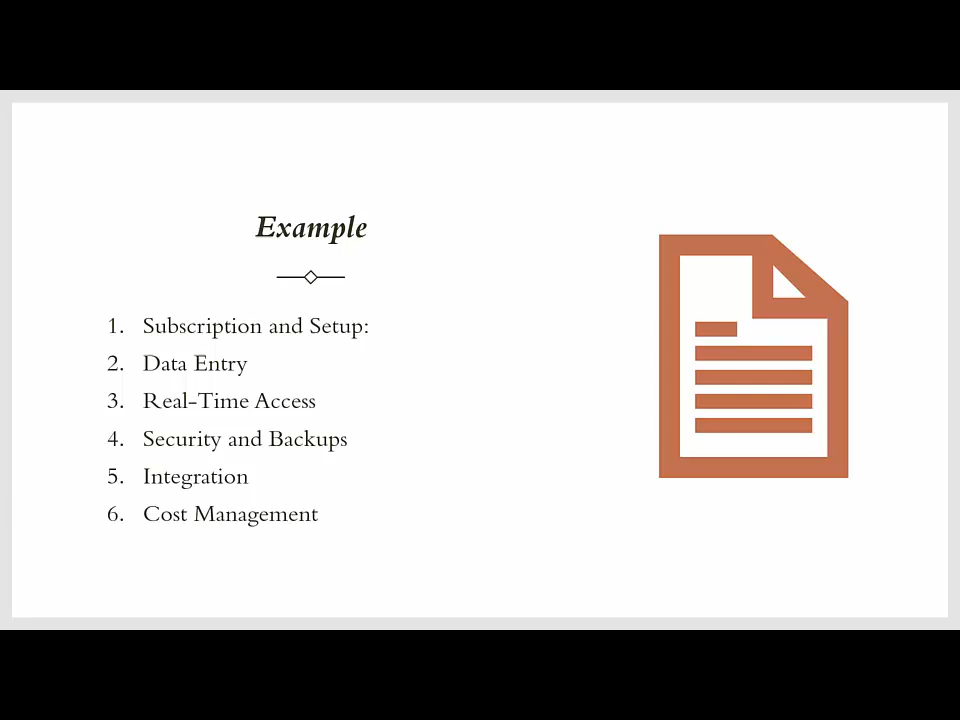 Example
1. Subscription and Setup:
2. Data Entry
3. Real-Time Access
4. Security and Backups
5. Integration
6. Cost Management